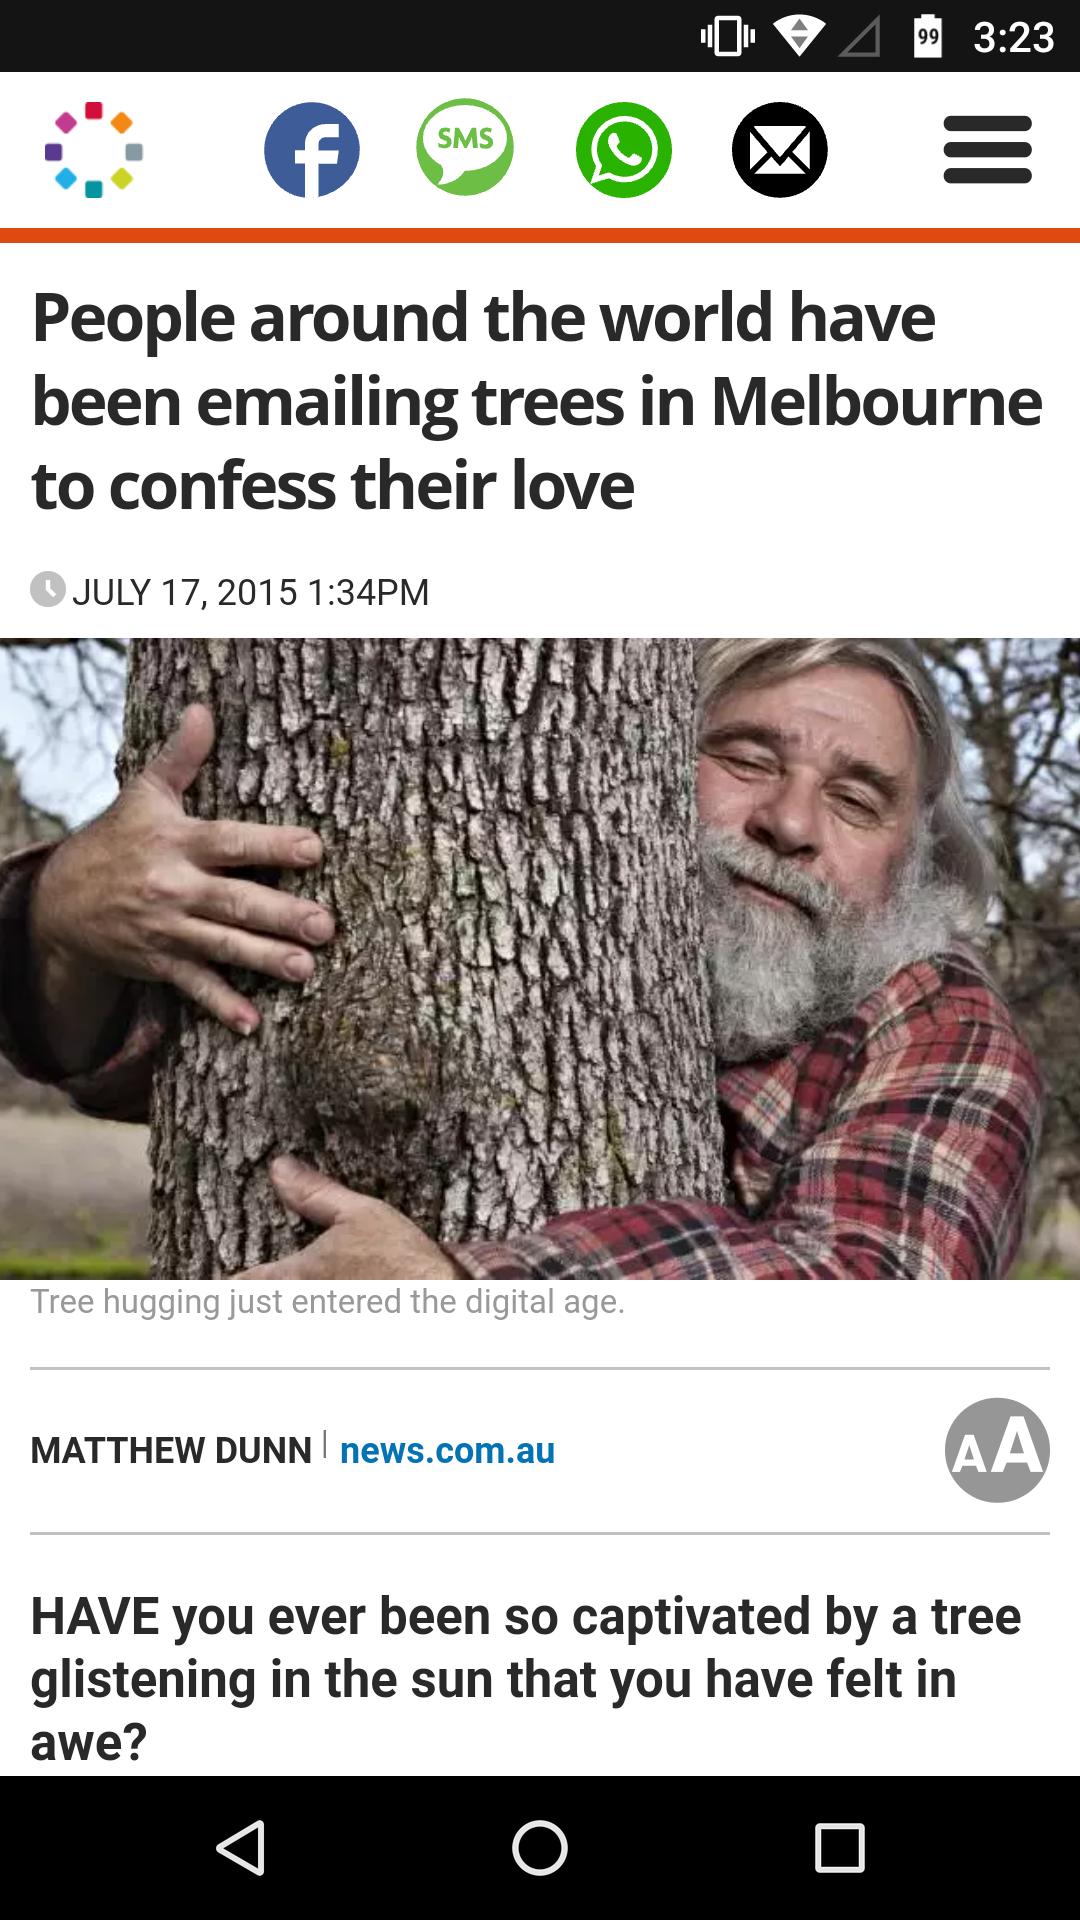 99 3:23
SMS
People around the world have
been emailing trees in Melbourne
to confess their love
JULY 17, 2015 1:34PM
Tree hugging just entered the digital age.
MATTHEW DUNN | news.com.au
AA
HAVE you ever been so captivated by a tree
glistening in the sun that you have felt in
awe?